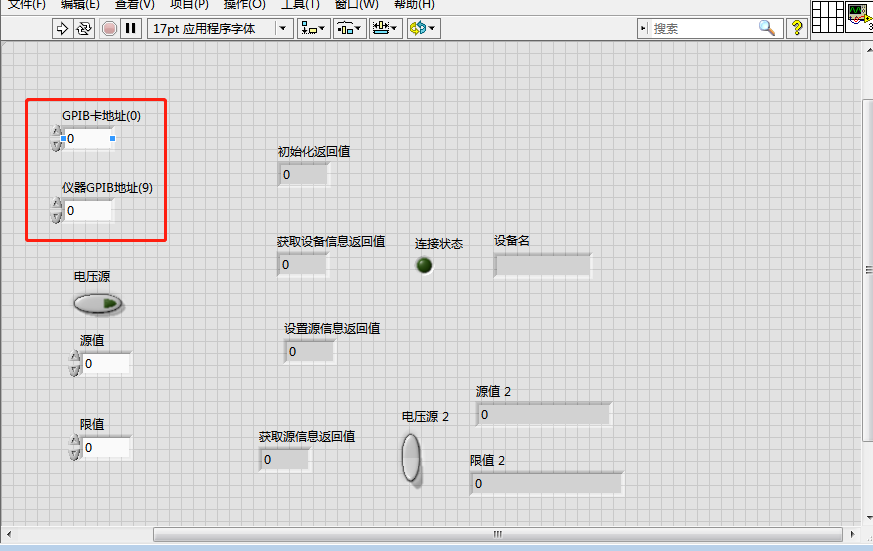 文件(F) 编辑(E) 查看(V) 项目(P) 操作(O) 工具(T) 窗口(W) 帮助(H)
17pt 应用程序字体
搜索
?
3
GPIB卡地址(0)
0
初始化返回值
0
仪器GPIB地址(9)
0
获取设备信息返回值
0
连接状态
设备名
电压源
源值
0
设置源信息返回值
0
限值
0
获取源信息返回值
0
电压源 2
源值 2
0
限值 2
0